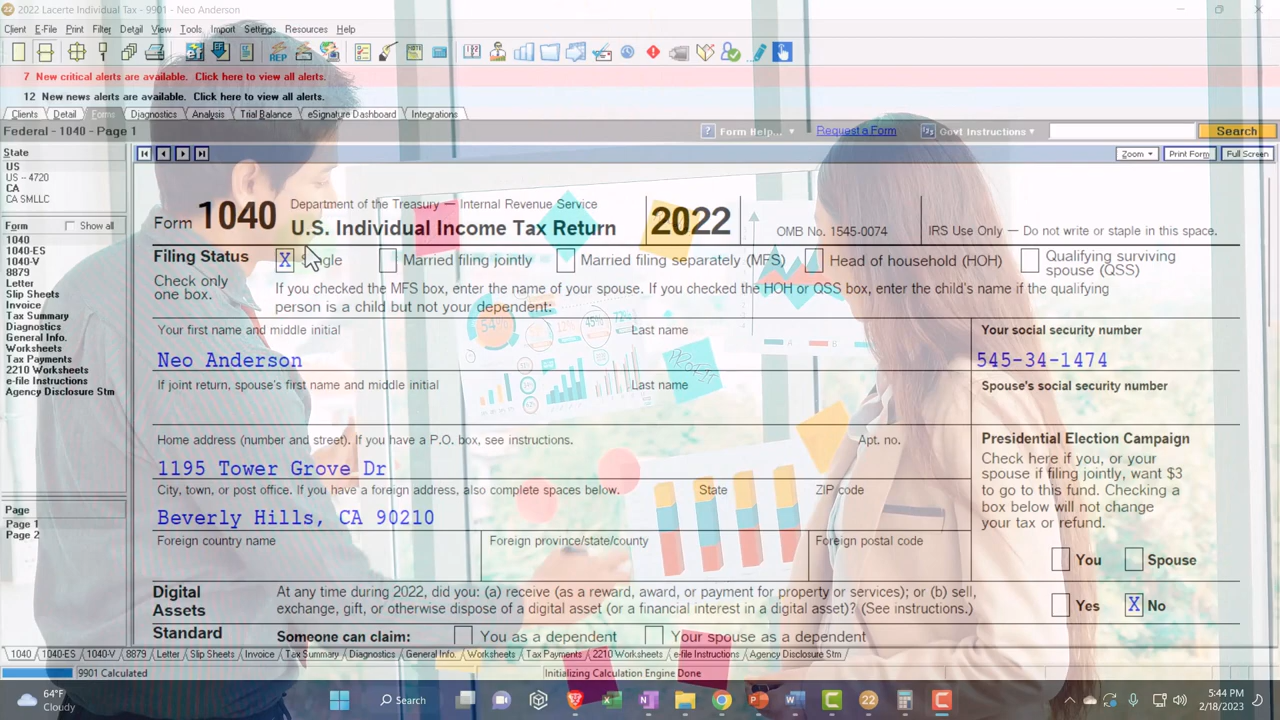 2022 Lacerte Individual Tax - 9901 - Neo Anderson
Client E-File Print Filter Detail View Tools Import Settings Resources Help
7 New critical alerts are available. Click here to view all alerts.
12 New news alerts are available. Click here to view all alerts.
Clients Detail Forms Diagnostics Analysis Trial Balance eSignature Dashboard Integrations
Federal - 1040 - Page 1 Form Help... Request a Form Govt Instructions Search
State
US
US -- 4720
CA
CA SMLLC
Form Show all
1040
1040-ES
1040-V
8879
Letter
Slip Sheets
Invoice
Tax Summary
Diagnostics
General Info.
Worksheets
Tax Payments
2210 Worksheets
e-file Instructions
Agency Disclosure Stm
Page
Page 1
Page 2
Zoom Print Form Full Screen
Form 1040 Department of the Treasury — Internal Revenue Service
U.S. Individual Income Tax Return 2022 OMB No. 1545-0074 IRS Use Only — Do not write or staple in this space.
Filing Status X Single Married filing jointly Married filing separately (MFS) Head of household (HOH) Qualifying surviving
spouse (QSS)
Check only
one box.
If you checked the MFS box, enter the name of your spouse. If you checked the HOH or QSS box, enter the child's name if the qualifying
person is a child but not your dependent:
Your first name and middle initial Last name Your social security number
Neo Anderson 545-34-1474
If joint return, spouse's first name and middle initial Last name Spouse's social security number
Home address (number and street). If you have a P.O. box, see instructions. Apt. no.
1195 Tower Grove Dr
City, town, or post office. If you have a foreign address, also complete spaces below. State ZIP code
Beverly Hills, CA 90210
Foreign country name Foreign province/state/county Foreign postal code
Presidential Election Campaign
Check here if you, or your
spouse if filing jointly, want $3
to go to this fund. Checking a
box below will not change
your tax or refund.
You Spouse
Digital
Assets
At any time during 2022, did you: (a) receive (as a reward, award, or payment for property or services); or (b) sell,
exchange, gift, or otherwise dispose of a digital asset (or a financial interest in a digital asset)? (See instructions.)
Yes X No
Standard Someone can claim: You as a dependent Your spouse as a dependent
1040 1040-ES 1040-V 8879 Letter Slip Sheets Invoice Tax Summary Diagnostics General Info. Worksheets Tax Payments 2210 Worksheets e-file Instructions Agency Disclosure Stm
9901 Calculated Initializing Calculation Engine Done
64°F
Cloudy
Search
5:44 PM
2/18/2023